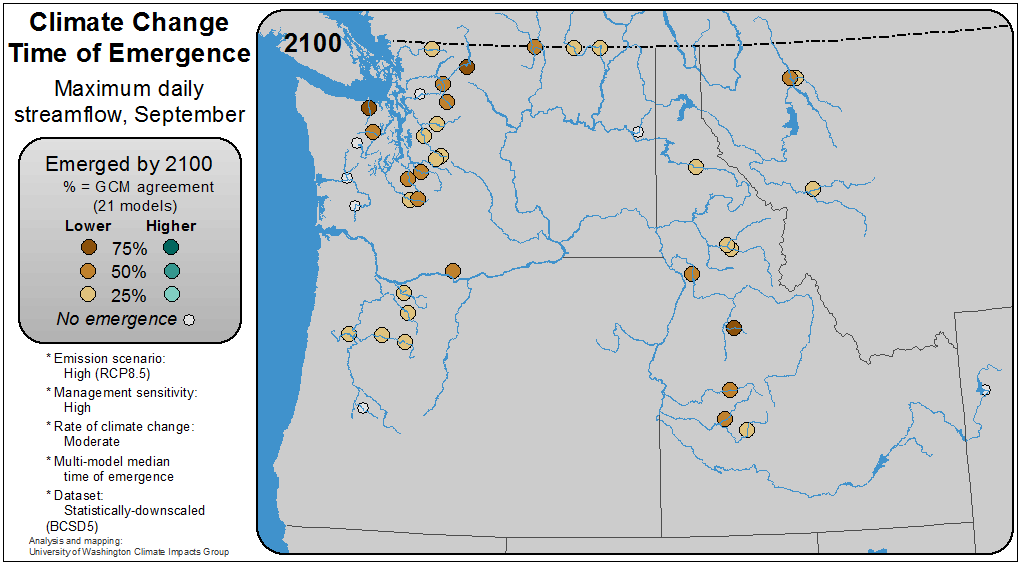 Climate Change
Time of Emergence
Maximum daily
streamflow, September
Emerged by 2100
% = GCM agreement
(21 models)
Lower Higher
75%
50%
25%
No emergence
* Emission scenario:
High (RCP8.5)
* Management sensitivity:
High
* Rate of climate change:
Moderate
* Multi-model median
time of emergence
* Dataset:
Statistically-downscaled
(BCSD5)
Analysis and mapping:
University of Washington Climate Impacts Group
2100